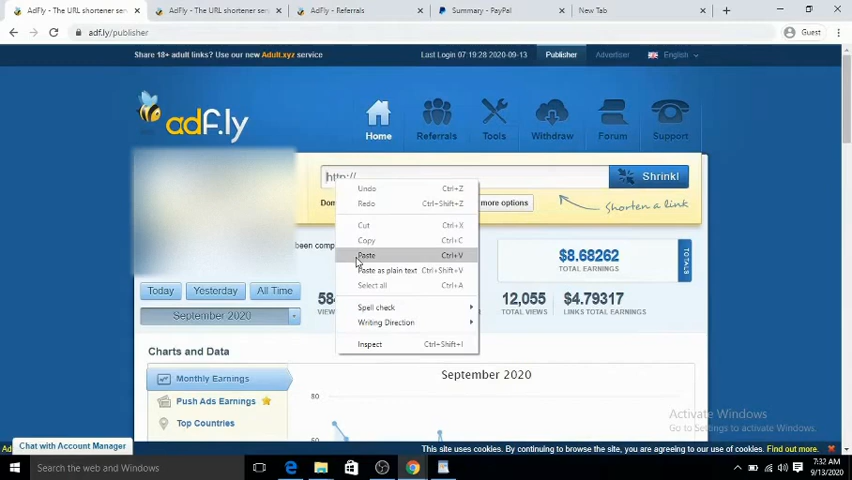 AdFly - The URL shortener serv
AdFly - The URL shortener serv
AdFly - Referrals
Summary - PayPal
New Tab
adf.ly/publisher
Guest
Share 18+ adult links? Use our new Adult.xyz service
Last Login 07:19:28 2020-09-13
Publisher
Advertiser
English
adf.ly
Home
Referrals
Tools
Withdraw
Forum
Support
http://
Shrink!
Shorten a link
more options
Undo Ctrl+Z
Redo Ctrl+Shift+Z
Cut Ctrl+X
Copy Ctrl+C
Paste Ctrl+V
Paste as plain text Ctrl+Shift+V
Select all Ctrl+A
Spell check
Writing Direction
Inspect Ctrl+Shift+I
been comp
$8.68262
TOTAL EARNINGS
TOTALS
Today
Yesterday
All Time
September 2020
12,055
TOTAL VIEWS
$4.79317
LINKS TOTAL EARNINGS
Charts and Data
Monthly Earnings
Push Ads Earnings
Top Countries
September 2020
80
Activate Windows
Go to Settings to activate Windows.
Chat with Account Manager
This site uses cookies. By continuing to browse the site, you are agreeing to our use of cookies. Find out more.
Search the web and Windows
7:32 AM
9/13/2020